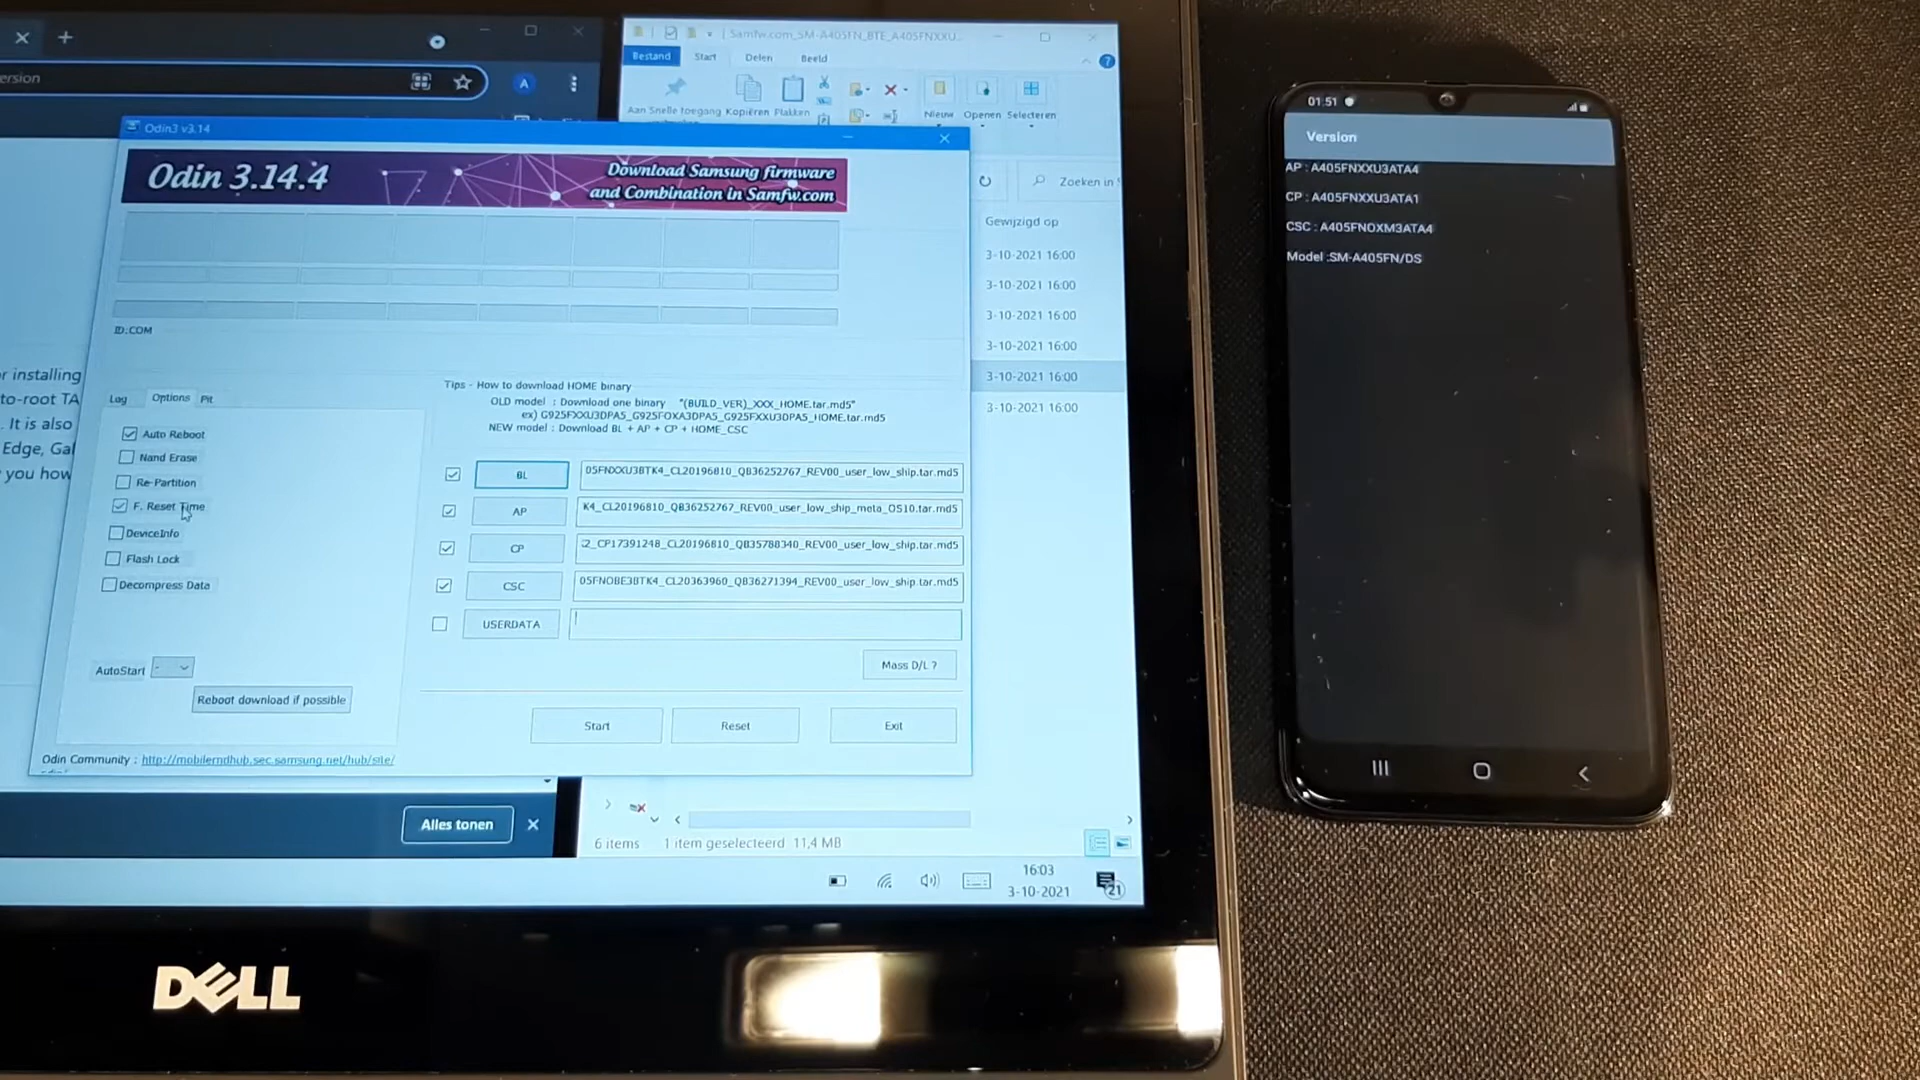 ersion
A
r installing
to-root TA
. It is also
Edge, Gal
you how
Samfw.com_SM-A405FN_BTE_A405FNXXU...
Bestand Start Delen Beeld
Aan Snelle toegang Kopiëren Plakken Nieuw Openen Selecteren
Zoeken in S
Gewijzigd op
3-10-2021 16:00
3-10-2021 16:00
3-10-2021 16:00
3-10-2021 16:00
3-10-2021 16:00
3-10-2021 16:00
Odin3 v3.14
Odin 3.14.4
Download Samsung firmware
and Combination in Samfw.com
ID:COM
Log Options Pit
Auto Reboot
Nand Erase
Re-Partition
F. Reset Time
DeviceInfo
Flash Lock
Decompress Data
AutoStart -
Reboot download if possible
Tips - How to download HOME binary
OLD model : Download one binary "(BUILD_VER)_XXX_HOME.tar.md5"
ex) G925FXXU3DPA5_G925FOXA3DPA5_G925FXXU3DPA5_HOME.tar.md5
NEW model : Download BL + AP + CP + HOME_CSC
BL 05FNXXU3BTK4_CL20196810_QB36252767_REV00_user_low_ship.tar.md5
AP K4_CL20196810_QB36252767_REV00_user_low_ship_meta_OS10.tar.md5
CP 2_CP17391248_CL20196810_QB35788340_REV00_user_low_ship.tar.md5
CSC 05FNOBE3BTK4_CL20363960_QB36271394_REV00_user_low_ship.tar.md5
USERDATA
Mass D/L ?
Start Reset Exit
Odin Community : http://mobilerndhub.sec.samsung.net/hub/site/
Alles tonen
6 items 1 item geselecteerd 11,4 MB
16:03
3-10-2021
21
DELL
01:51
Version
AP : A405FNXXU3ATA4
CP : A405FNXXU3ATA1
CSC : A405FNOXM3ATA4
Model :SM-A405FN/DS